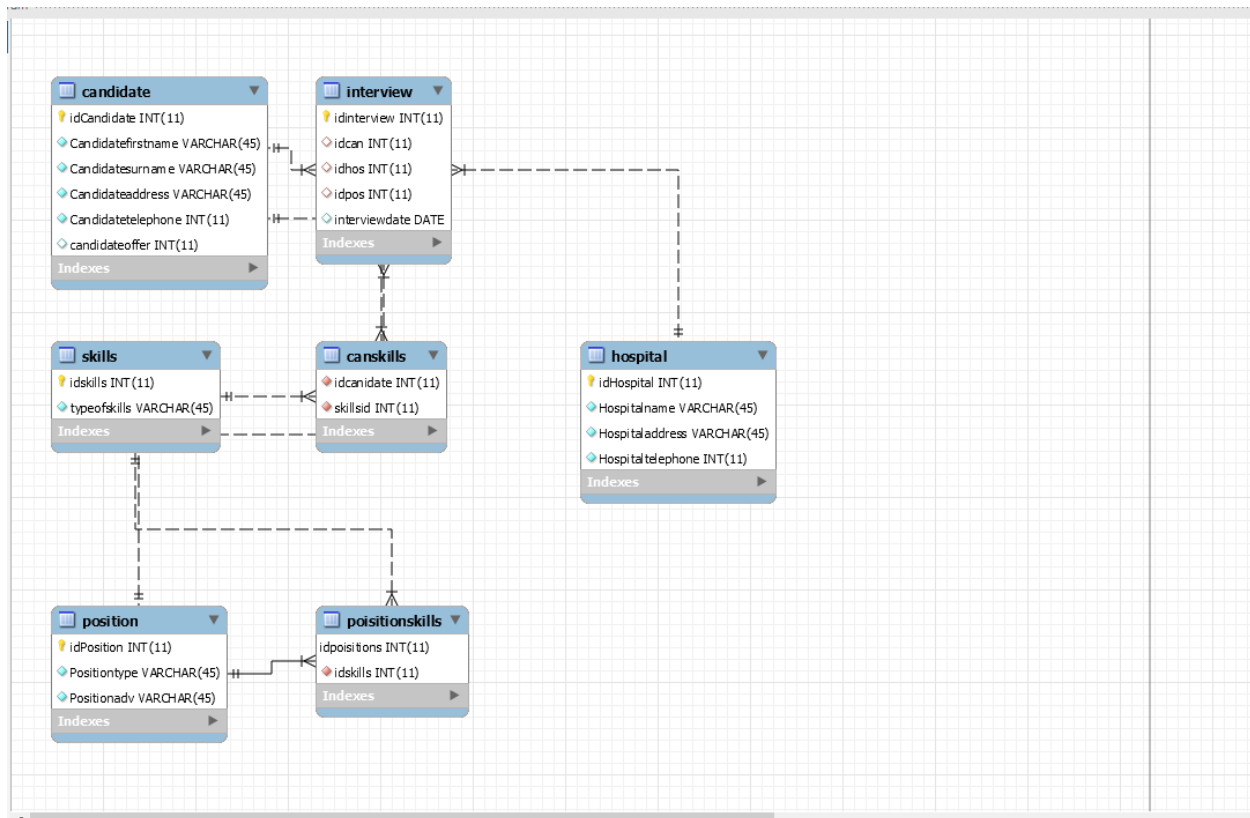 candidate
idCandidate INT(11)
Candidatefirstname VARCHAR(45)
Candidatesurname VARCHAR(45)
Candidateaddress VARCHAR(45)
Candidatetelephone INT(11)
candidateoffer INT(11)
Indexes
interview
idinterview INT(11)
idcan INT(11)
idhos INT(11)
idpos INT(11)
interviewdate DATE
Indexes
skills
idskills INT(11)
typeofskills VARCHAR(45)
Indexes
canskills
idcanidate INT(11)
skillsid INT(11)
Indexes
hospital
idHospital INT(11)
Hospitalname VARCHAR(45)
Hospitaladdress VARCHAR(45)
Hospitaltelephone INT(11)
Indexes
position
idPosition INT(11)
Positiontype VARCHAR(45)
Positionadv VARCHAR(45)
Indexes
poisitionskills
idpoisitions INT(11)
idskills INT(11)
Indexes